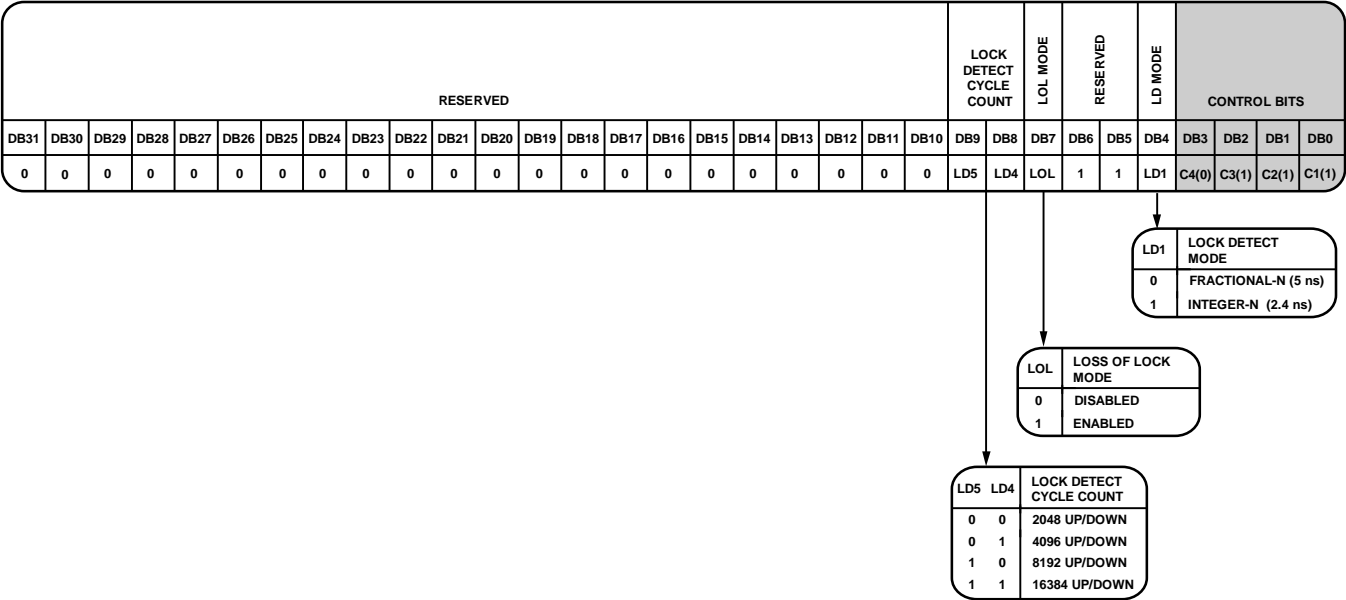 RESERVED
LOCK
DETECT
CYCLE
COUNT
LOL MODE
RESERVED
LD MODE
CONTROL BITS
DB31 DB30 DB29 DB28 DB27 DB26 DB25 DB24 DB23 DB22 DB21 DB20 DB19 DB18 DB17 DB16 DB15 DB14 DB13 DB12 DB11 DB10 DB9 DB8 DB7 DB6 DB5 DB4 DB3 DB2 DB1 DB0
0 0 0 0 0 0 0 0 0 0 0 0 0 0 0 0 0 0 0 0 0 0 LD5 LD4 LOL 1 1 LD1 C4(0) C3(1) C2(1) C1(1)
LD1 LOCK DETECT
MODE
0 FRACTIONAL-N (5 ns)
1 INTEGER-N (2.4 ns)
LOL LOSS OF LOCK
MODE
0 DISABLED
1 ENABLED
LD5 LD4 LOCK DETECT
CYCLE COUNT
0 0 2048 UP/DOWN
0 1 4096 UP/DOWN
1 0 8192 UP/DOWN
1 1 16384 UP/DOWN